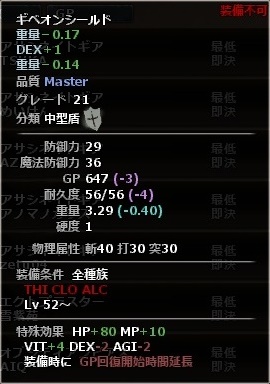 装備不可
ギベオンシールド
重量－0.17
DEX+1
重量－0.14
品質 Master
グレード 21
分類 中型盾
防御力 29
魔法防御力 36
GP 647 (-3)
耐久度 56/56 (-4)
重量 3.29 (-0.40)
硬度 1
物理属性 斬40 打30 突30
装備条件 全種族
THI CLO ALC
Lv 52～
特殊効果 HP+80 MP+10
VIT+4 DEX-2 AGI-2
装備時に GP回復開始時間延長